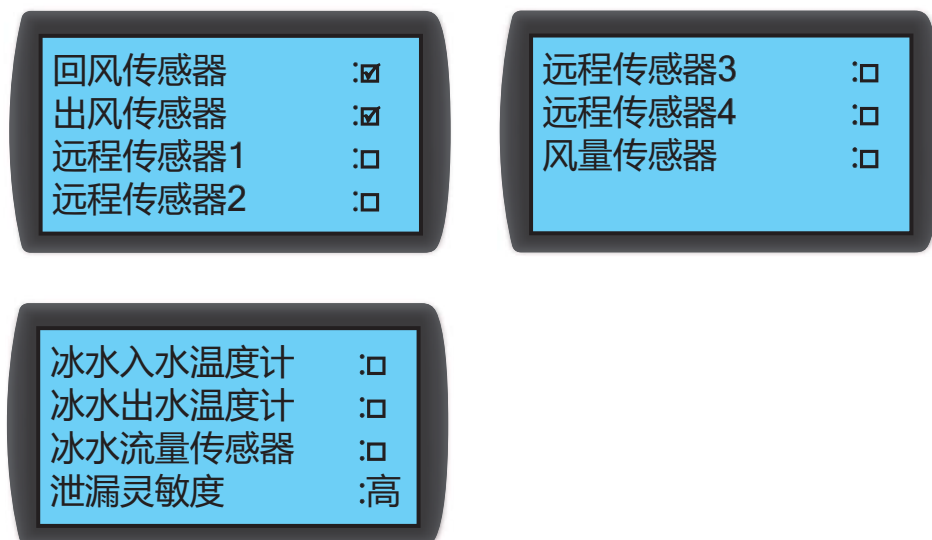 回风传感器 :☑
出风传感器 :☑
远程传感器1 :☐
远程传感器2 :☐
远程传感器3 :☐
远程传感器4 :☐
风量传感器 :☐
冰水入水温度计 :☐
冰水出水温度计 :☐
冰水流量传感器 :☐
泄漏灵敏度 :高